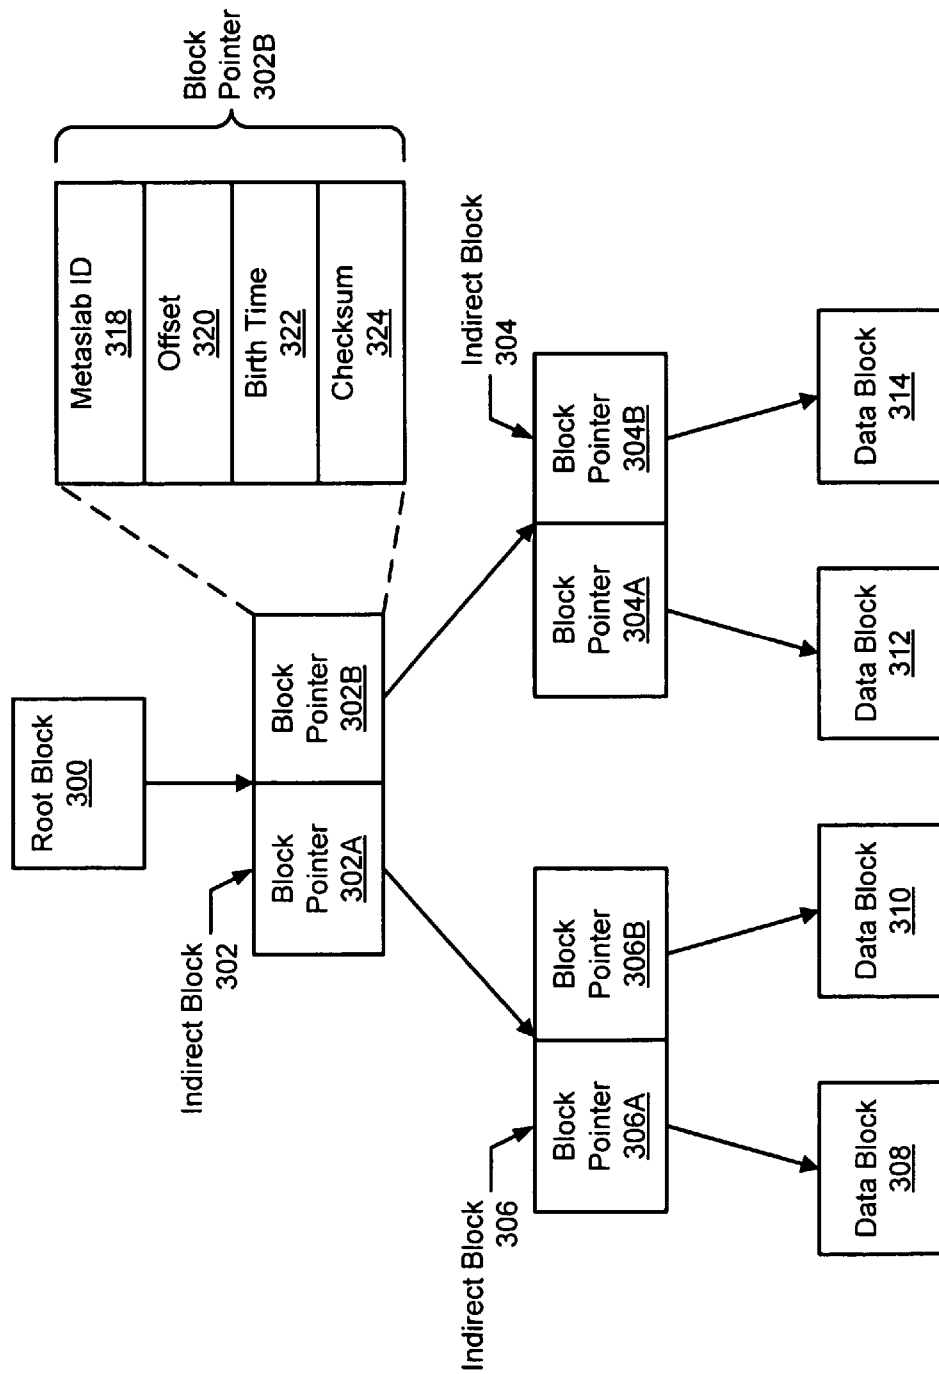 Root Block
300
Indirect Block
302
Block
Pointer
302A
Block
Pointer
302B
Metaslab ID
318
Offset
320
Birth Time
322
Checksum
324
Block
Pointer
302B
Indirect Block
306
Block
Pointer
306A
Block
Pointer
306B
Indirect Block
304
Block
Pointer
304A
Block
Pointer
304B
Data Block
308
Data Block
310
Data Block
312
Data Block
314